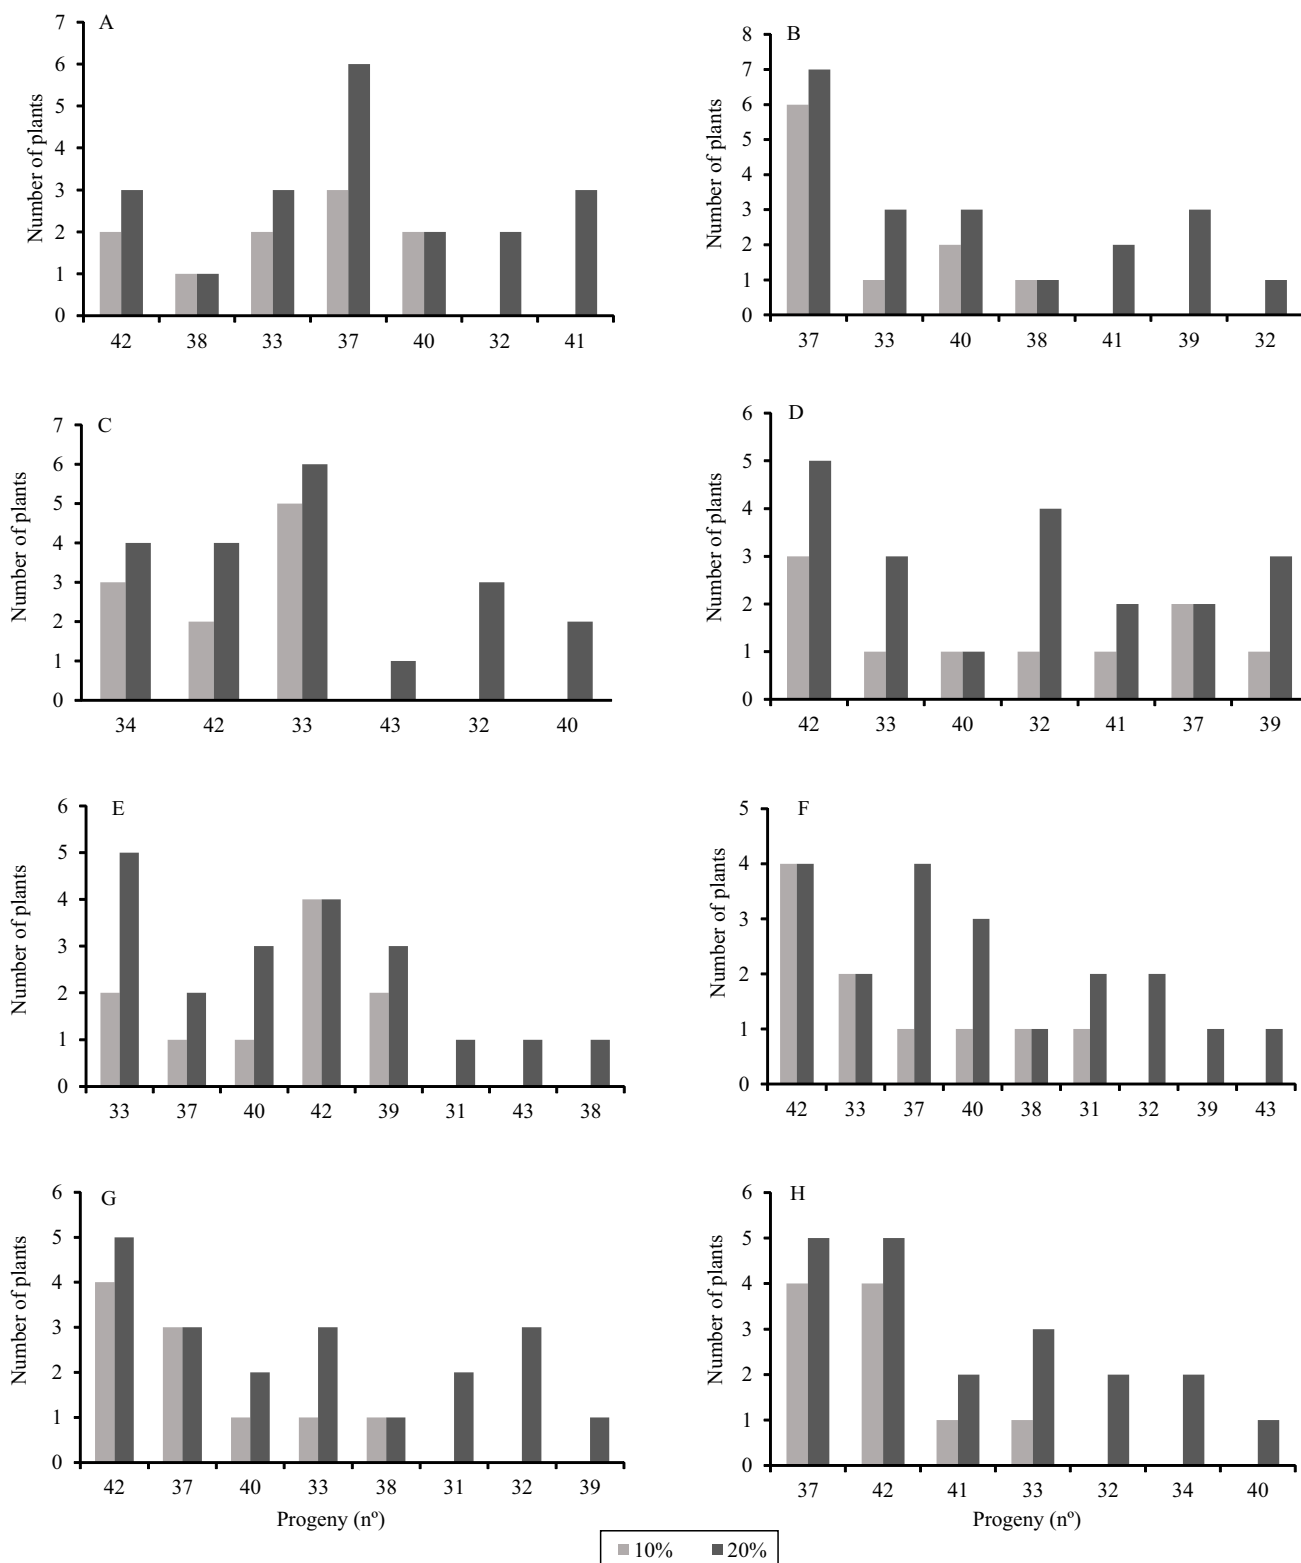 A
Number of plants
7
6
5
4
3
2
1
0
42 38 33 37 40 32 41
B
Number of plants
8
7
6
5
4
3
2
1
0
37 33 40 38 41 39 32
C
Number of plants
7
6
5
4
3
2
1
0
34 42 33 43 32 40
D
Number of plants
6
5
4
3
2
1
0
42 33 40 32 41 37 39
E
Number of plants
6
5
4
3
2
1
0
33 37 40 42 39 31 43 38
F
Number of plants
5
4
3
2
1
0
42 33 37 40 38 31 32 39 43
G
Number of plants
6
5
4
3
2
1
0
42 37 40 33 38 31 32 39
Progeny (nº)
H
Number of plants
6
5
4
3
2
1
0
37 42 41 33 32 34 40
Progeny (nº)
10% 20%